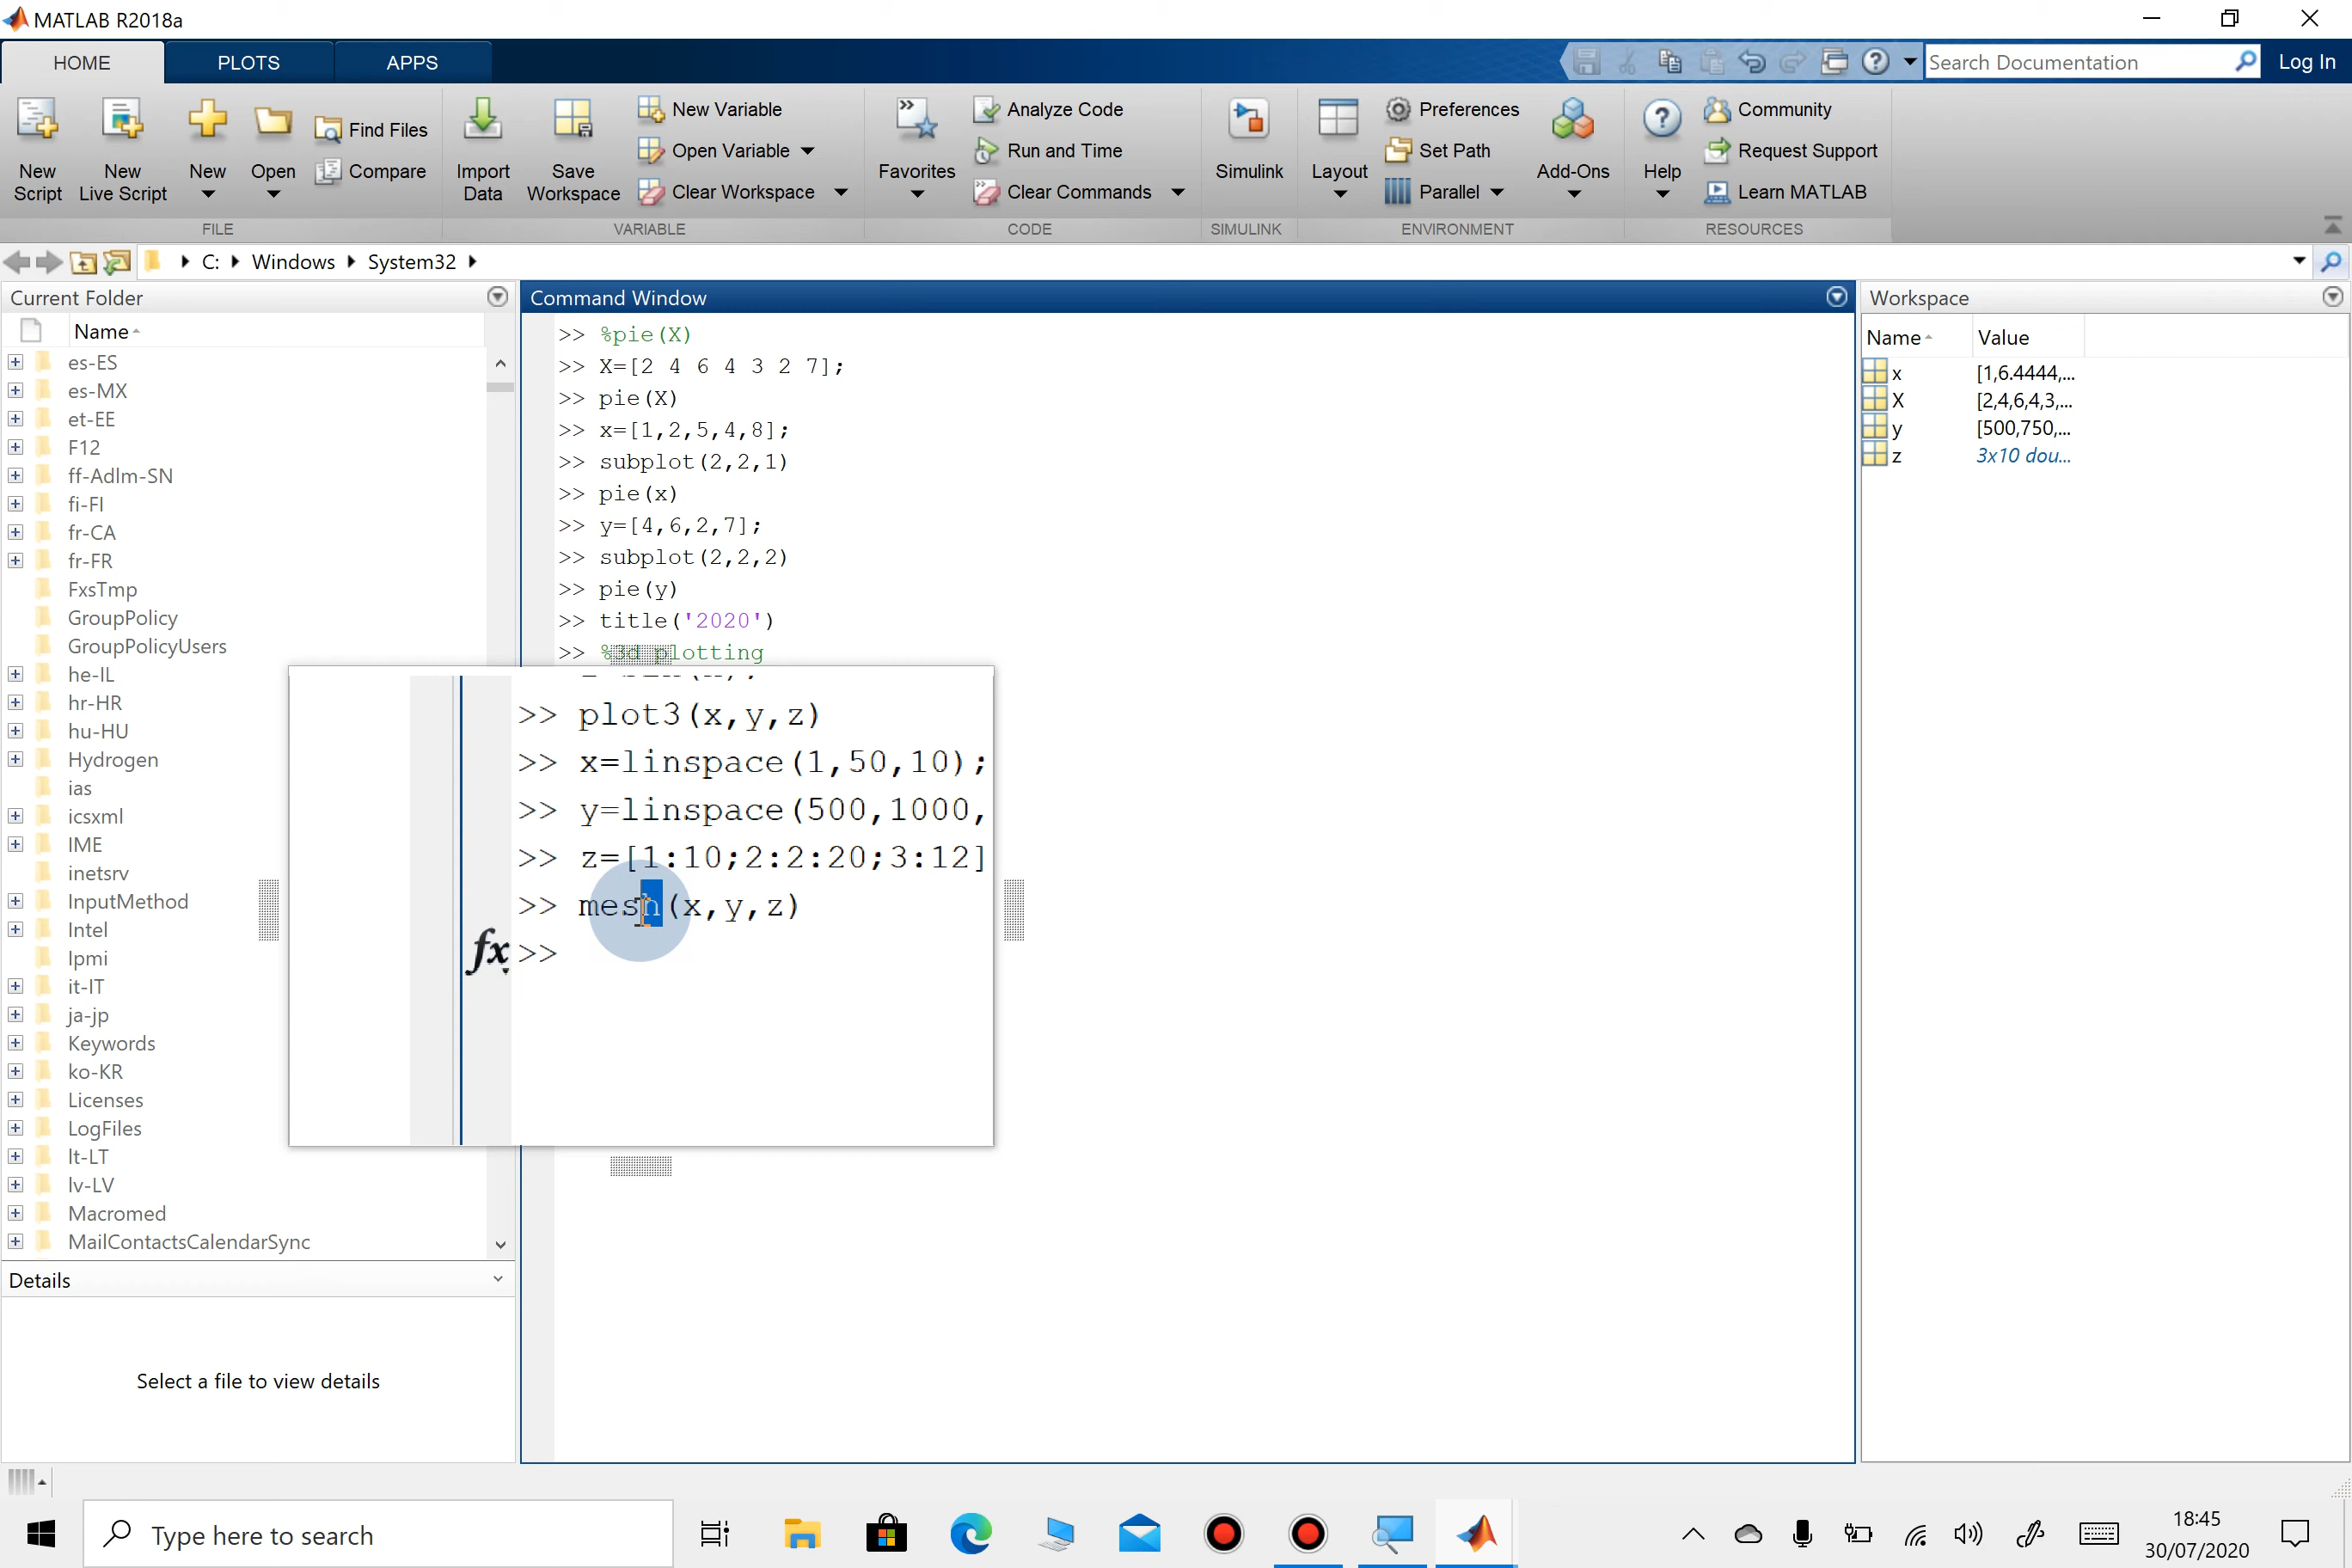 MATLAB R2018a
HOME PLOTS APPS
Search Documentation Log In
New Script
New Live Script
New
Open
Find Files
Compare
Import Data
Save Workspace
New Variable
Open Variable
Clear Workspace
Favorites
Analyze Code
Run and Time
Clear Commands
Simulink
Layout
Preferences
Set Path
Parallel
Add-Ons
Help
Community
Request Support
Learn MATLAB
FILE VARIABLE CODE SIMULINK ENVIRONMENT RESOURCES
C: Windows System32
Current Folder
Name
es-ES
es-MX
et-EE
F12
ff-Adlm-SN
fi-FI
fr-CA
fr-FR
FxsTmp
GroupPolicy
GroupPolicyUsers
he-IL
hr-HR
hu-HU
Hydrogen
ias
icsxml
IME
inetsrv
InputMethod
Intel
Ipmi
it-IT
ja-jp
Keywords
ko-KR
Licenses
LogFiles
lt-LT
lv-LV
Macromed
MailContactsCalendarSync
Details
Select a file to view details
Command Window
>> %pie(X)
>> X=[2 4 6 4 3 2 7];
>> pie(X)
>> x=[1,2,5,4,8];
>> subplot(2,2,1)
>> pie(x)
>> y=[4,6,2,7];
>> subplot(2,2,2)
>> pie(y)
>> title('2020')
>> %3d plotting
>> plot3(x,y,z)
>> x=linspace(1,50,10);
>> y=linspace(500,1000,
>> z=[1:10;2:2:20;3:12]
>> mesh(x,y,z)
fx >>
Workspace
Name Value
x [1,6.4444,...
X [2,4,6,4,3,...
y [500,750,...
z 3x10 dou...
Type here to search
18:45
30/07/2020